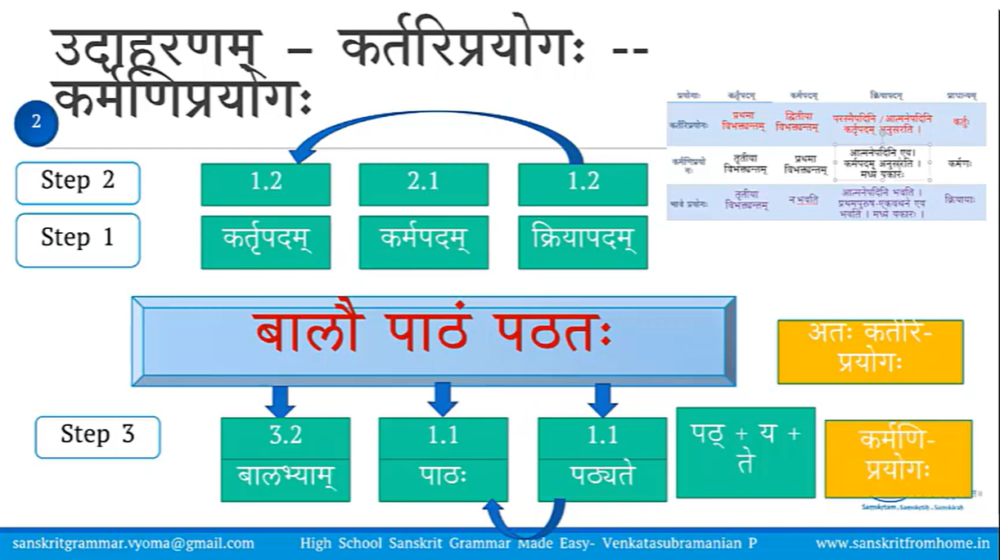 उदाहरणम् – कर्तरिप्रयोगः --
कर्मणिप्रयोगः
2
प्रयोगाः कर्तृपदम् कर्मपदम् क्रियापदम् प्राधान्यम्
कर्तरिप्रयोगः प्रथमा विभक्त्यन्तम् द्वितीया विभक्त्यन्तम् परस्मैपदिनि /आत्मनेपदिनि कर्तृपदम् अनुसरति । कर्तुः
कर्मणिप्रयोगः तृतीया विभक्त्यन्तम् प्रथमा विभक्त्यन्तम् आत्मनेपदिनि एव। कर्मपदम् अनुसरति । मध्ये यकारः कर्मणः
भावे प्रयोगः तृतीया विभक्त्यन्तम् न भवति आत्मनेपदिनि भवति । प्रथमपुरुष-एकवचने एव भवति । मध्ये यकारः । क्रियायाः
Step 2 1.2 2.1 1.2
Step 1 कर्तृपदम् कर्मपदम् क्रियापदम्
बालौ पाठं पठतः
अतः कर्तरि-
प्रयोगः
Step 3 3.2 1.1 1.1
बालभ्याम् पाठः पठ्यते
पठ् + य +
ते
कर्मणि-
प्रयोगः
sanskritgrammar.vyoma@gmail.com High School Sanskrit Grammar Made Easy- Venkatasubramanian P www.sanskritfromhome.in